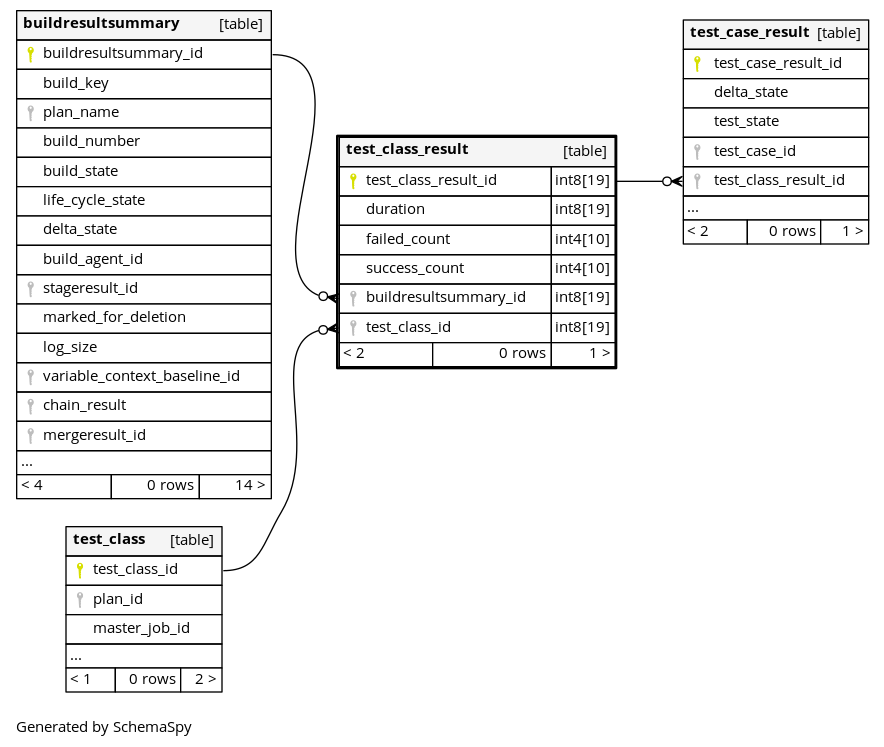 buildresultsummary [table]
buildresultsummary_id
build_key
plan_name
build_number
build_state
life_cycle_state
delta_state
build_agent_id
stageresult_id
marked_for_deletion
log_size
variable_context_baseline_id
chain_result
mergeresult_id
...
< 4 0 rows 14 >
test_class_result [table]
test_class_result_id int8[19]
duration int8[19]
failed_count int4[10]
success_count int4[10]
buildresultsummary_id int8[19]
test_class_id int8[19]
< 2 0 rows 1 >
test_case_result [table]
test_case_result_id
delta_state
test_state
test_case_id
test_class_result_id
...
< 2 0 rows 1 >
test_class [table]
test_class_id
plan_id
master_job_id
...
< 1 0 rows 2 >
Generated by SchemaSpy